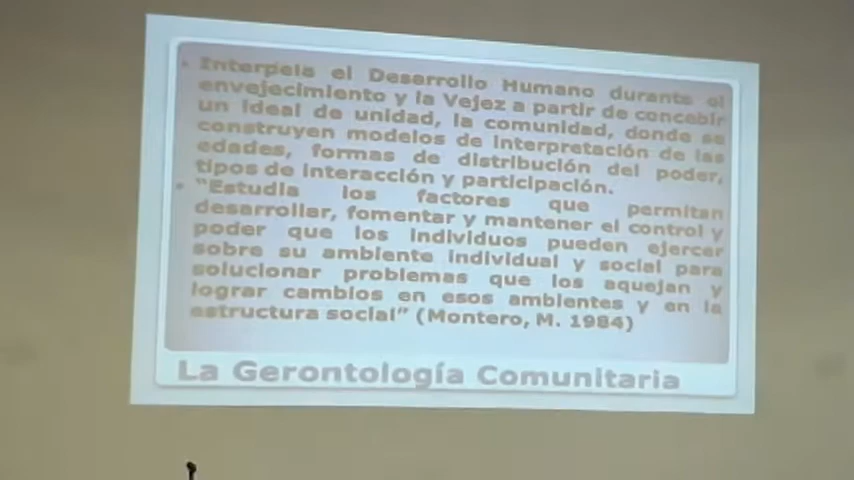 • Interpela el Desarrollo Humano durante el
envejecimiento y la Vejez a partir de concebir
un ideal de unidad, la comunidad, donde se
construyen modelos de interpretación de las
edades, formas de distribución del poder,
tipos de interacción y participación.
• “Estudia los factores que permitan
desarrollar, fomentar y mantener el control y
poder que los individuos pueden ejercer
sobre su ambiente individual y social para
solucionar problemas que los aquejan y
lograr cambios en esos ambientes y en la
estructura social” (Montero, M. 1984)
La Gerontología Comunitaria